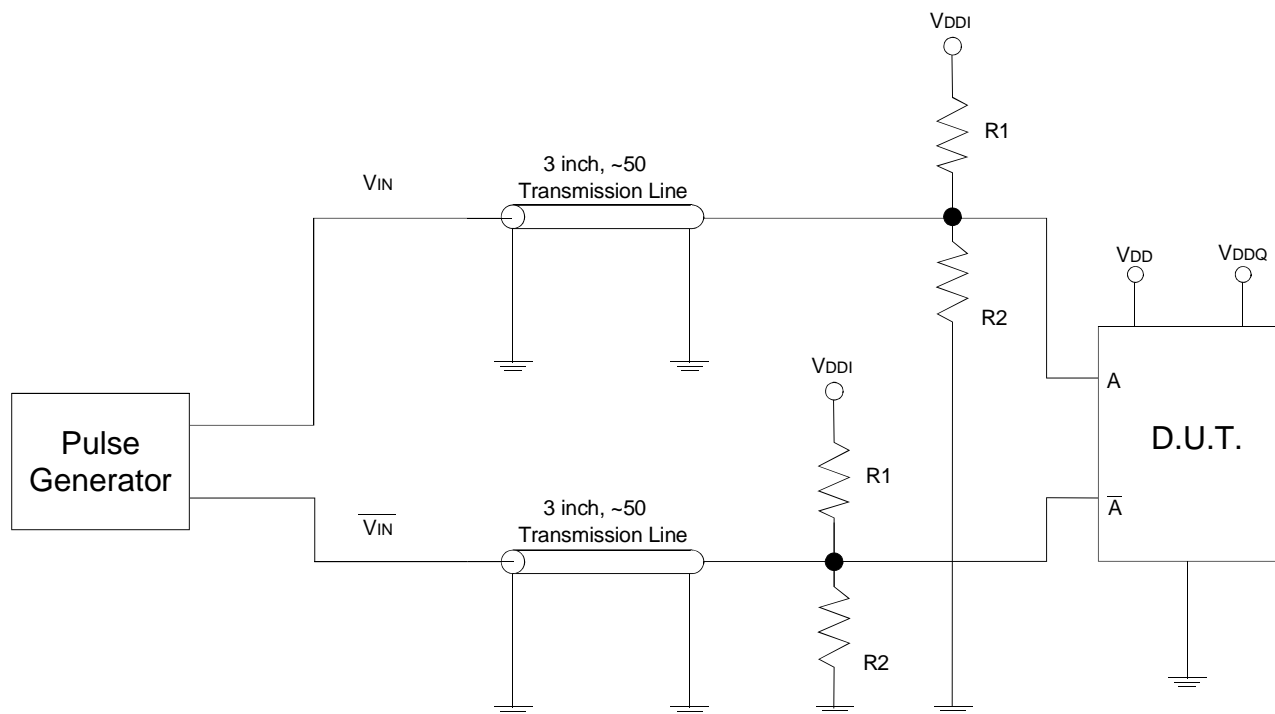 VDDI
R1
3 inch, ~50
Transmission Line
VIN
R2
VDD
VDDQ
VDDI
A
D.U.T.
Pulse
Generator
R1
A̅
3 inch, ~50
Transmission Line
V̅I̅N̅
R2